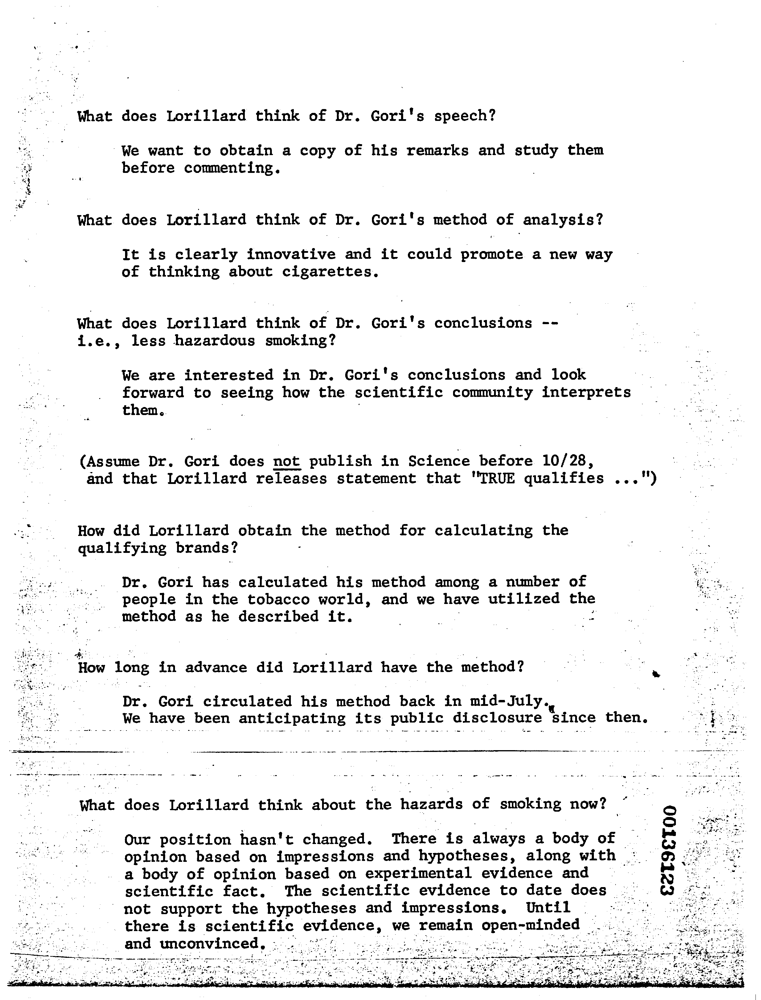 What does Lorillard think of Dr. Gori's speech?
We want to obtain a copy of his remarks and study them
before commenting.
What does Lorillard think of Dr. Gori's method of analysis?
It is clearly innovative and it could promote a new way
of thinking about cigarettes.
What does Lorillard think of Dr. Gori's conclusions --
i.e., less hazardous smoking?
We are interested in Dr. Gori's conclusions and look
forward to seeing how the scientific community interprets
them.
(Assume Dr. Gori does not publish in Science before 10/28,
and that Lorillard releases statement that "TRUE qualifies ...")
How did Lorillard obtain the method for calculating the
qualifying brands?
Dr. Gori has calculated his method among a number of
people in the tobacco world, and we have utilized the
method as he described it.
How long in advance did Lorillard have the method?
Dr. Gori circulated his method back in mid-July.
We have been anticipating its public disclosure since then.
What does Lorillard think about the hazards of smoking now?
Our position hasn't changed. There is always a body of
opinion based on impressions and hypotheses, along with
a body of opinion based on experimental evidence and
scientific fact. The scientific evidence to date does
not support the hypotheses and impressions. Until
there is scientific evidence, we remain open-minded
and unconvinced.
00136123